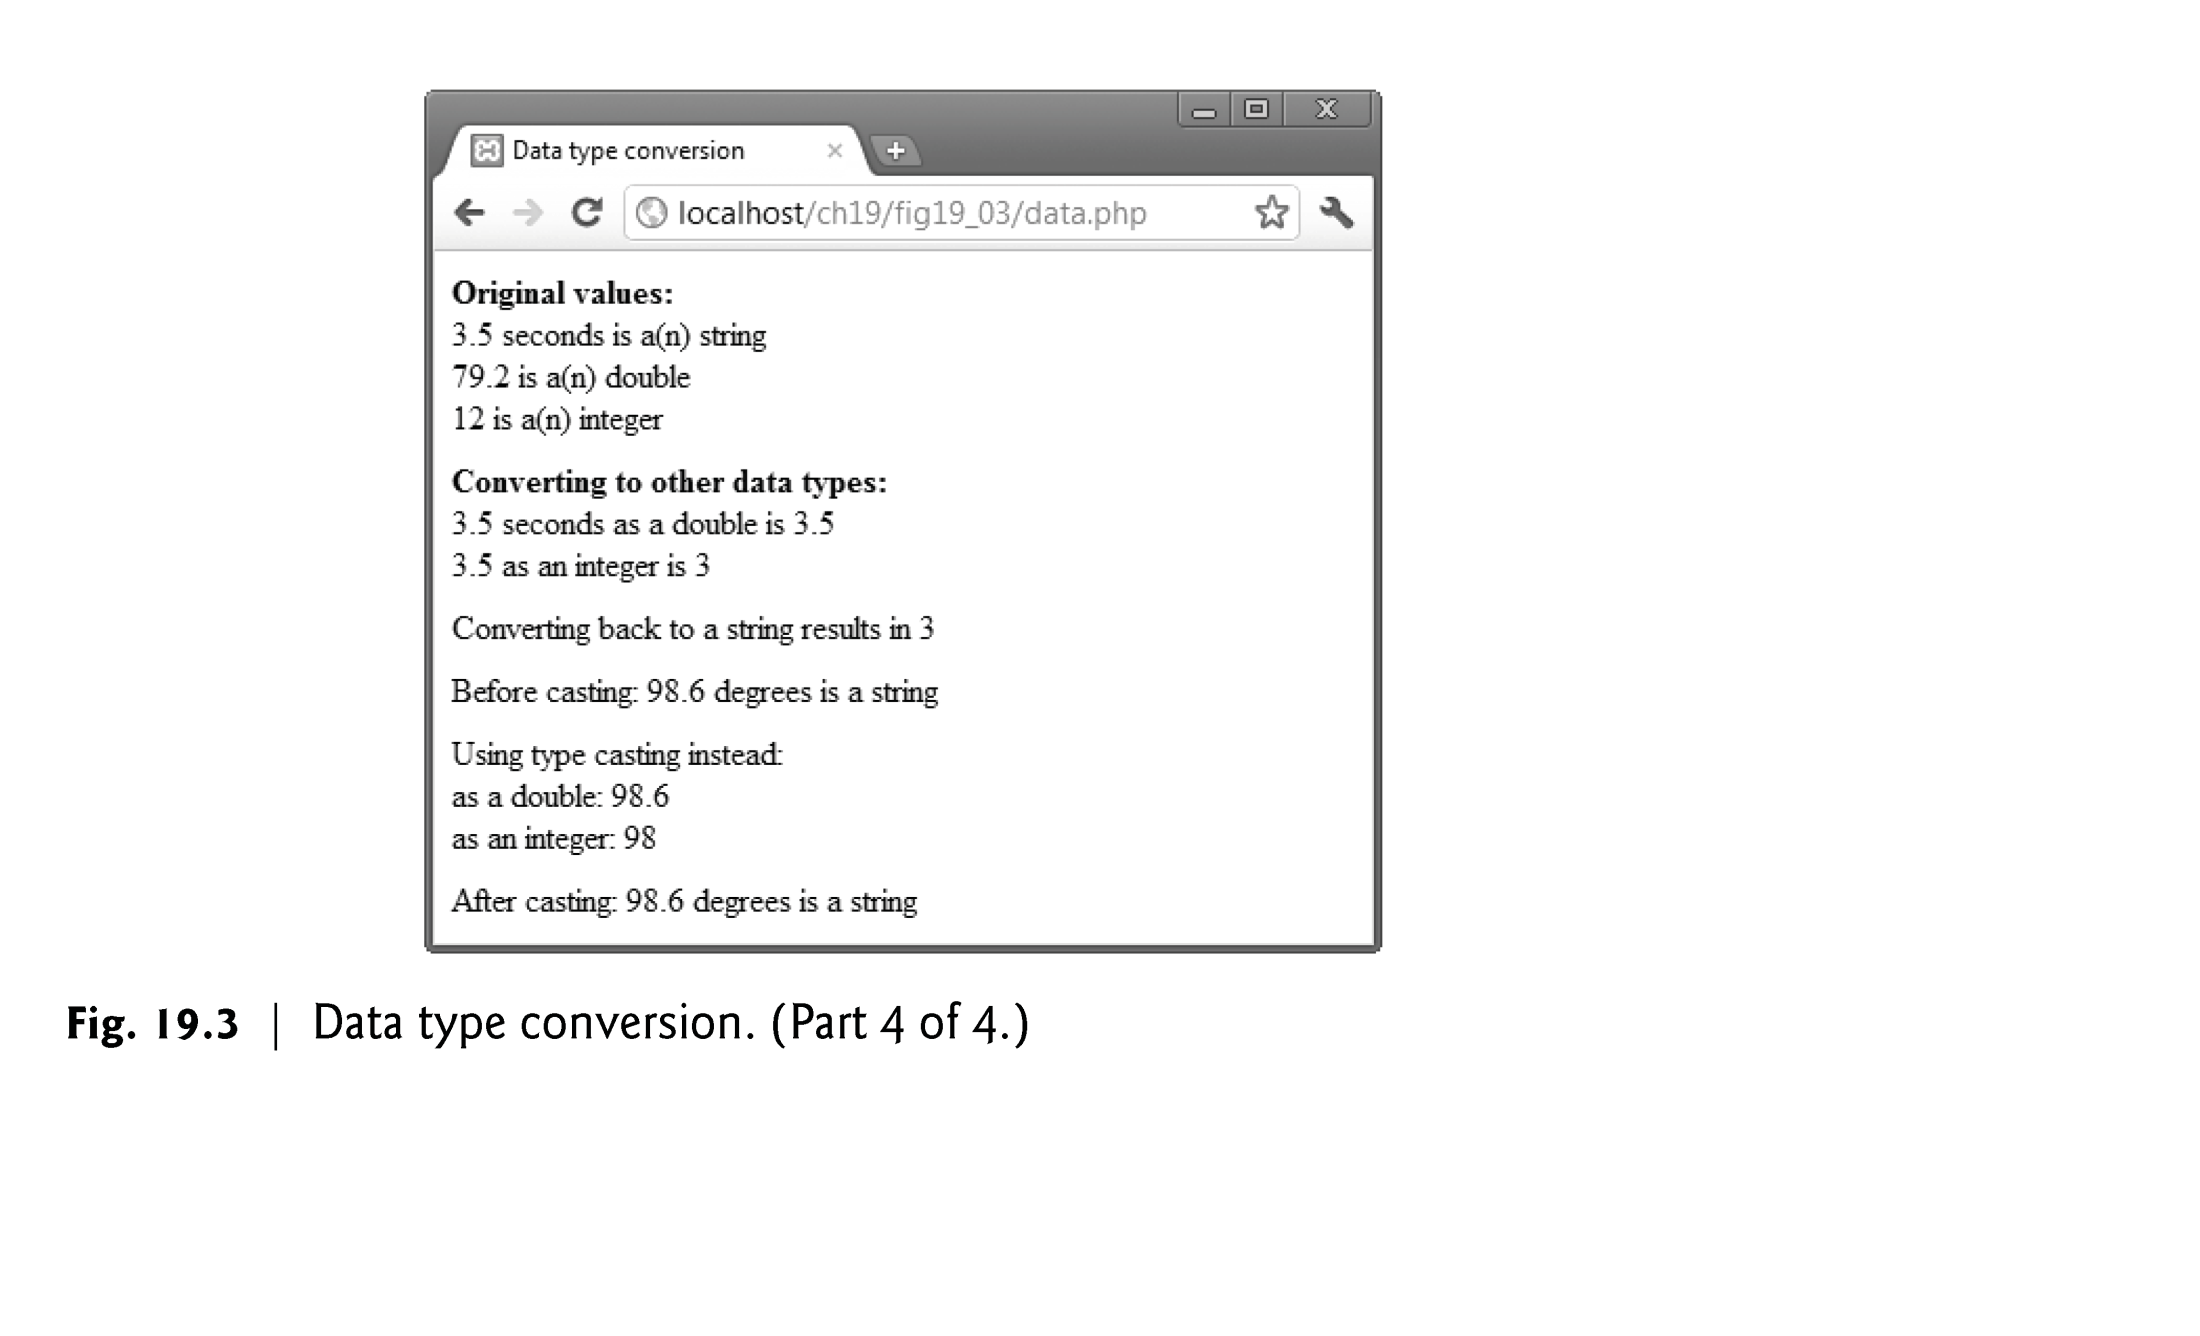 Data type conversion
localhost/ch19/fig19_03/data.php
Original values:
3.5 seconds is a(n) string
79.2 is a(n) double
12 is a(n) integer
Converting to other data types:
3.5 seconds as a double is 3.5
3.5 as an integer is 3
Converting back to a string results in 3
Before casting: 98.6 degrees is a string
Using type casting instead:
as a double: 98.6
as an integer: 98
After casting: 98.6 degrees is a string
Fig. 19.3 | Data type conversion. (Part 4 of 4.)